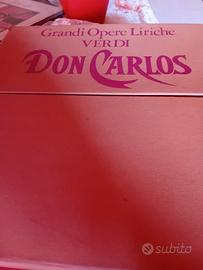 Grandi Opere Liriche
VERDI
DON CARLOS
subito